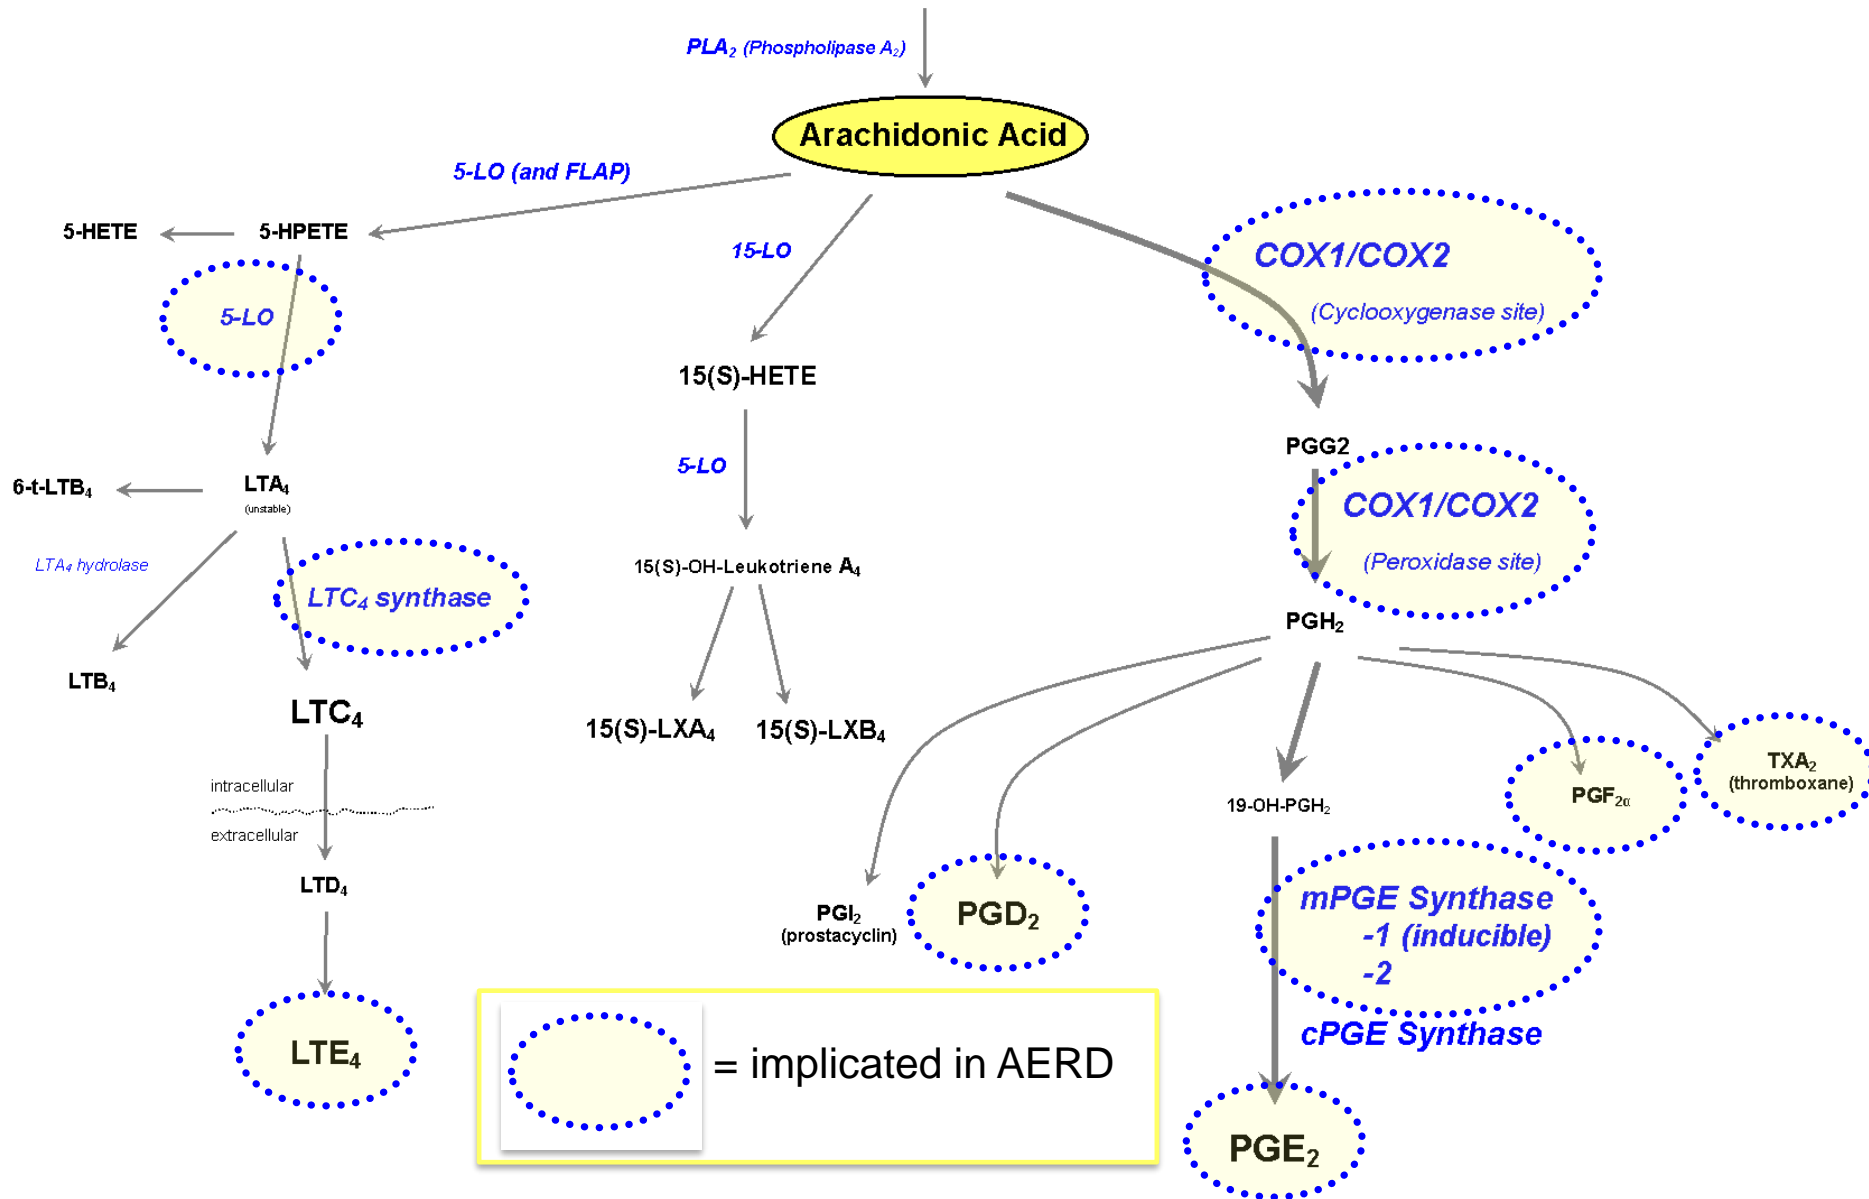 PLA₂ (Phospholipase A₂)
Arachidonic Acid
5-LO (and FLAP)
5-HETE
5-HPETE
15-LO
COX1/COX2
(Cyclooxygenase site)
5-LO
15(S)-HETE
PGG2
5-LO
6-t-LTB₄
LTA₄
(unstable)
COX1/COX2
(Peroxidase site)
LTA₄ hydrolase
LTC₄ synthase
15(S)-OH-Leukotriene A₄
PGH₂
LTB₄
LTC₄
15(S)-LXA₄
15(S)-LXB₄
TXA₂
(thromboxane)
intracellular
extracellular
19-OH-PGH₂
PGF₂α
LTD₄
PGI₂
(prostacyclin)
PGD₂
mPGE Synthase
-1 (inducible)
-2
cPGE Synthase
LTE₄
= implicated in AERD
PGE₂